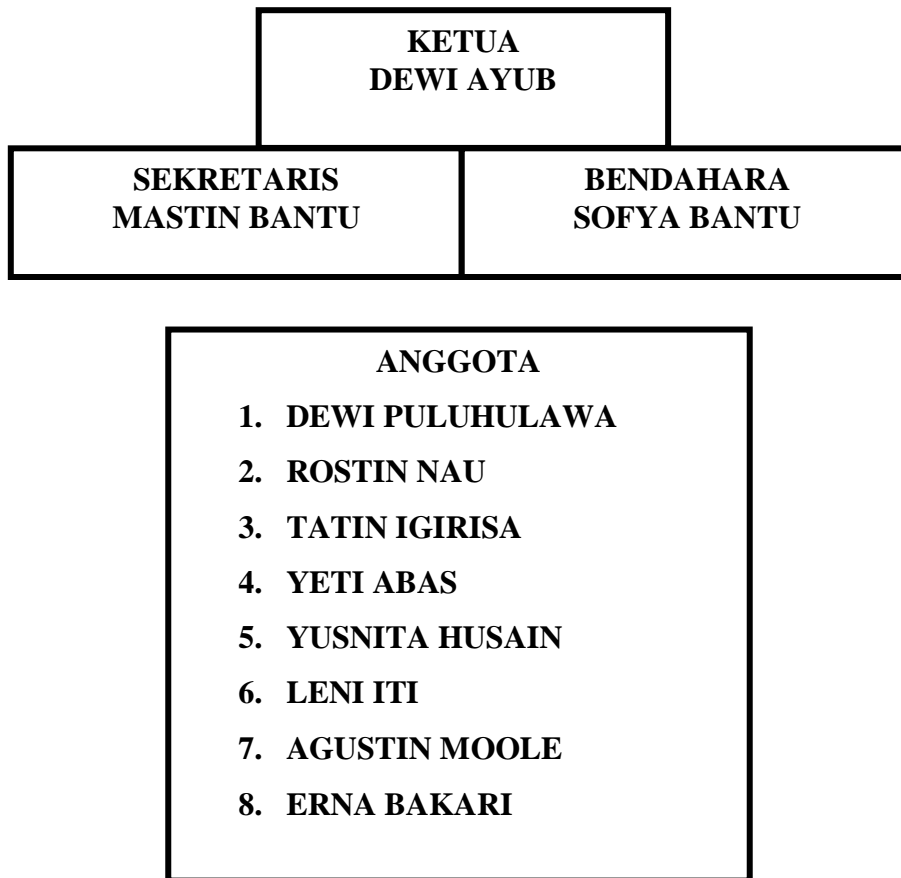 KETUA
DEWI AYUB
SEKRETARIS
MASTIN BANTU
BENDAHARA
SOFYA BANTU
ANGGOTA
1. DEWI PULUHULAWA
2. ROSTIN NAU
3. TATIN IGIRISA
4. YETI ABAS
5. YUSNITA HUSAIN
6. LENI ITI
7. AGUSTIN MOOLE
8. ERNA BAKARI